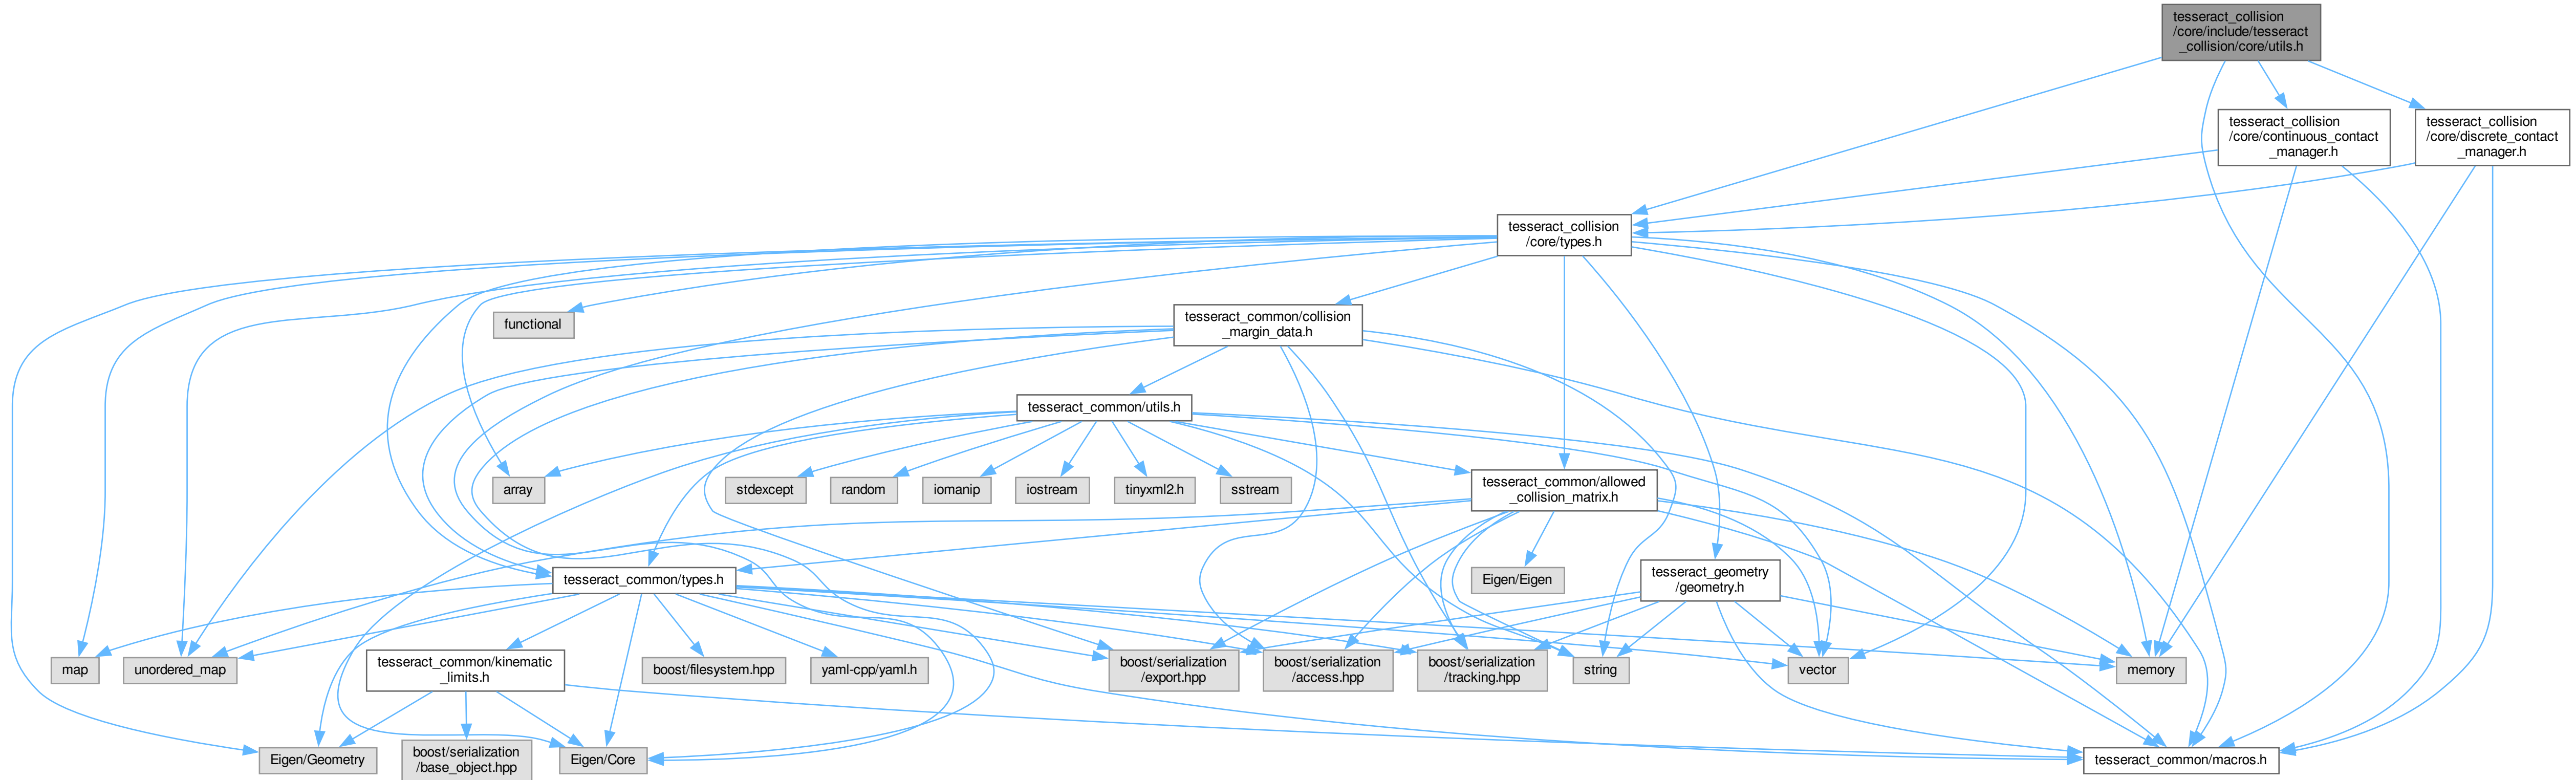 tesseract_collision
/core/include/tesseract
_collision/core/utils.h
tesseract_collision
/core/continuous_contact
_manager.h
tesseract_collision
/core/discrete_contact
_manager.h
tesseract_collision
/core/types.h
functional
tesseract_common/collision
_margin_data.h
tesseract_common/utils.h
array
stdexcept
random
iomanip
iostream
tinyxml2.h
sstream
tesseract_common/allowed
_collision_matrix.h
tesseract_common/types.h
Eigen/Eigen
tesseract_geometry
/geometry.h
map
unordered_map
tesseract_common/kinematic
_limits.h
boost/filesystem.hpp
yaml-cpp/yaml.h
boost/serialization
/export.hpp
boost/serialization
/access.hpp
boost/serialization
/tracking.hpp
string
vector
memory
Eigen/Geometry
boost/serialization
/base_object.hpp
Eigen/Core
tesseract_common/macros.h